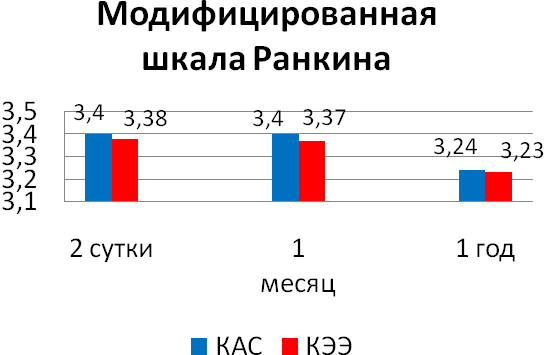 Модифицированная
шкала Ранкина
3,5
3,4
3,3
3,2
3,1
3,4
3,38
3,4
3,37
3,24
3,23
2 сутки
1
месяц
1 год
КАС
КЭЭ